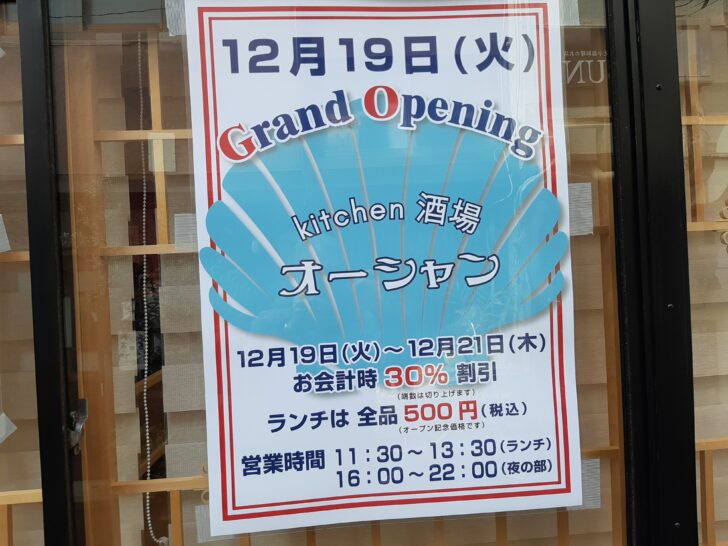 12月19日(火)
Grand Opening
kitchen 酒場
オーシャン
12月19日(火)～12月21日(木)
お会計時 30% 割引
(端数は切り上げます)
ランチは 全品 500円(税込)
(オープン記念価格です)
営業時間 11:30～13:30(ランチ)
16:00～22:00(夜の部)